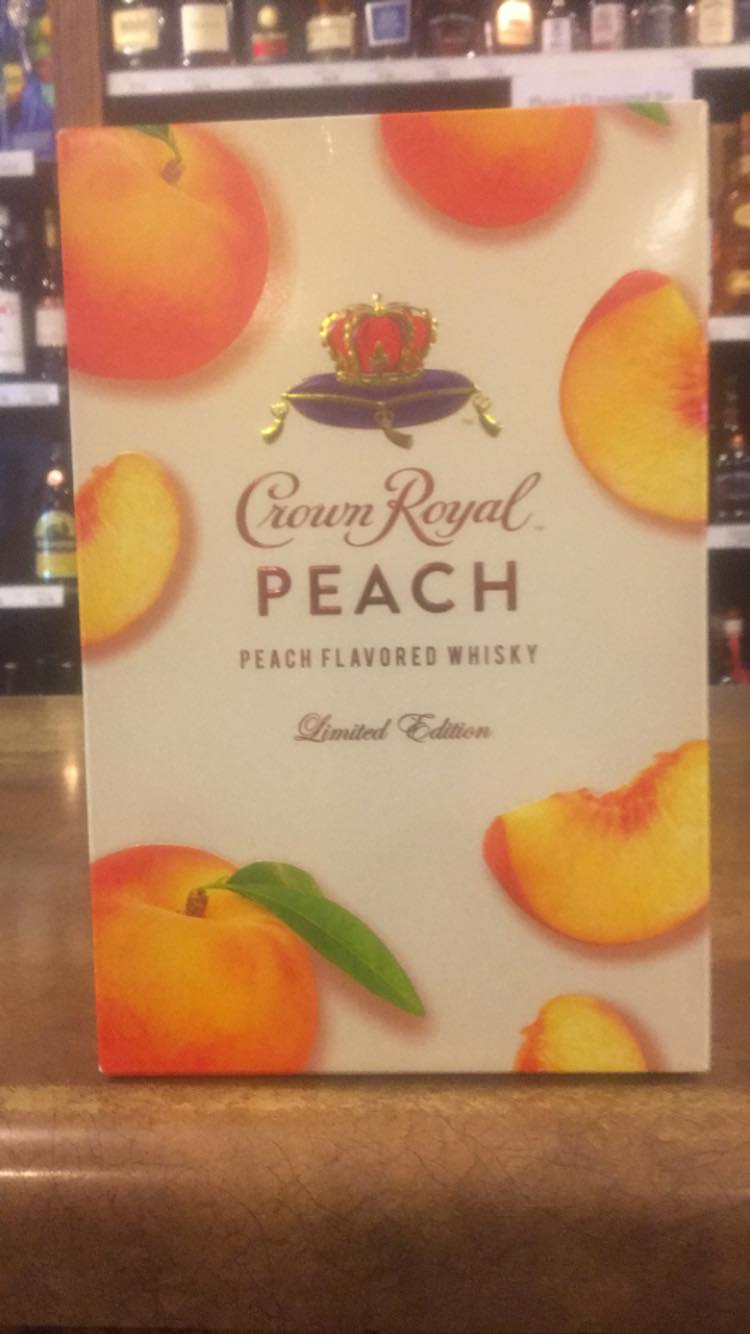 Crown Royal
PEACH
PEACH FLAVORED WHISKY
Limited Edition